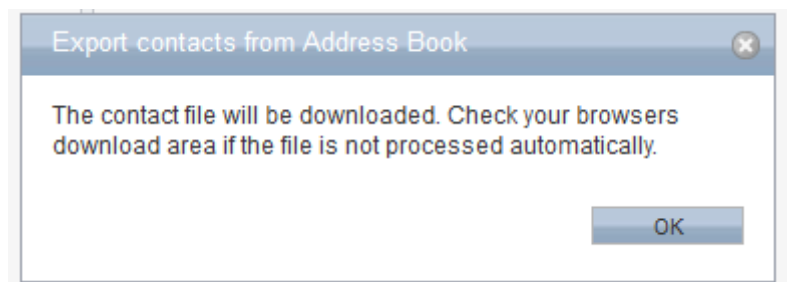 Export contacts from Address Book
The contact file will be downloaded. Check your browsers
download area if the file is not processed automatically.
OK